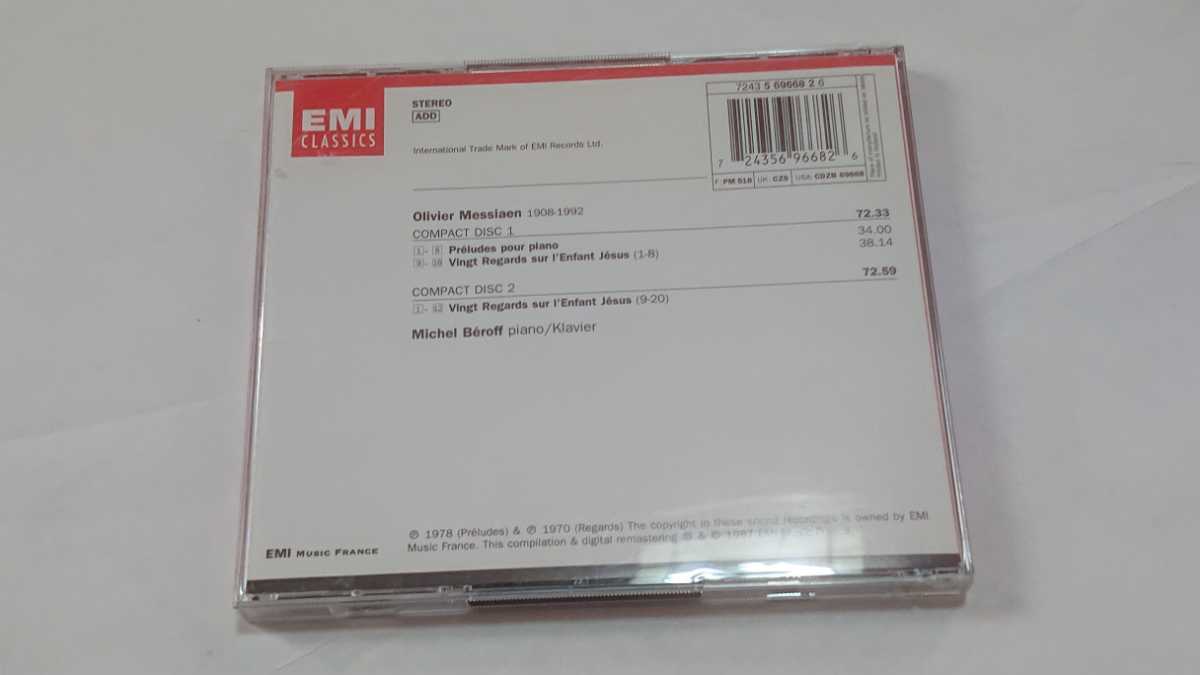 EMI
CLASSICS
STEREO
ADD
International Trade Mark of EMI Records Ltd.
7243 5 69668 2 6
7 24356 96682 6
F: PM 518 UK: CZS USA: CDZB 69668
Olivier Messiaen 1908-1992 72.33
COMPACT DISC 1 34.00
1 - 8 Préludes pour piano 38.14
9 - 16 Vingt Regards sur l'Enfant Jésus (1-8)
72.59
COMPACT DISC 2
1 - 12 Vingt Regards sur l'Enfant Jésus (9-20)
Michel Béroff piano/Klavier
℗ 1978 (Préludes) & ℗ 1970 (Regards) The copyright in these sound recordings is owned by EMI
Music France. This compilation & digital remastering ℗ & © 1987 EMI
EMI MUSIC FRANCE